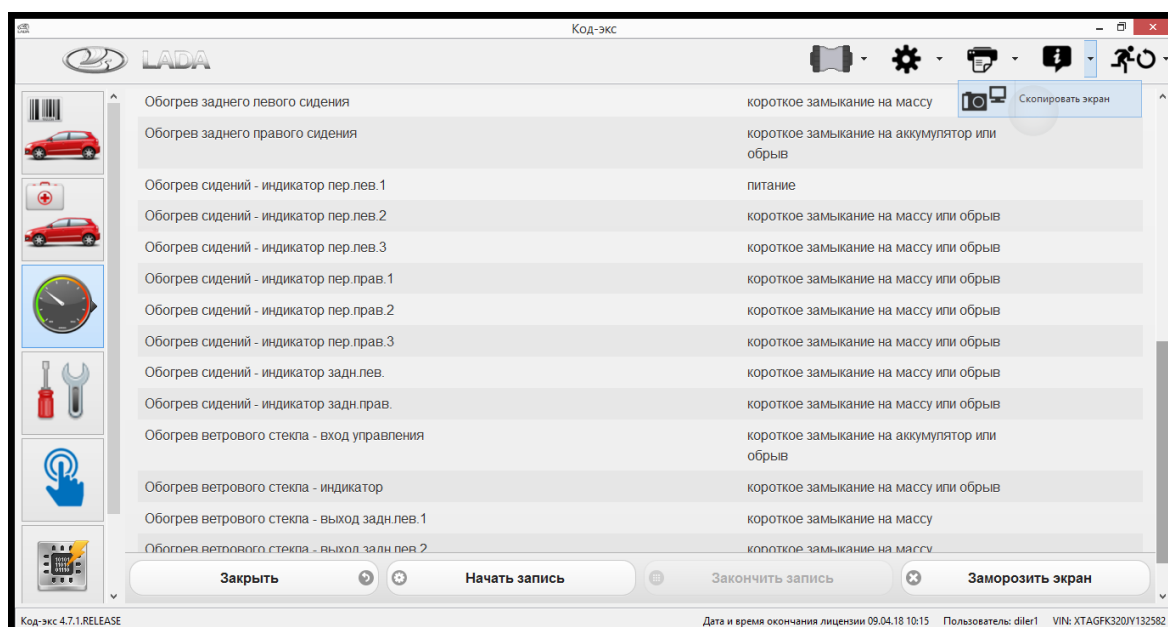 Код-экс
LADA
Скопировать экран
Обогрев заднего левого сидения короткое замыкание на массу
Обогрев заднего правого сидения короткое замыкание на аккумулятор или
обрыв
Обогрев сидений - индикатор пер.лев.1 питание
Обогрев сидений - индикатор пер.лев.2 короткое замыкание на массу или обрыв
Обогрев сидений - индикатор пер.лев.3 короткое замыкание на массу или обрыв
Обогрев сидений - индикатор пер.прав.1 короткое замыкание на массу или обрыв
Обогрев сидений - индикатор пер.прав.2 короткое замыкание на массу или обрыв
Обогрев сидений - индикатор пер.прав.3 короткое замыкание на массу или обрыв
Обогрев сидений - индикатор задн.лев. короткое замыкание на массу или обрыв
Обогрев сидений - индикатор задн.прав. короткое замыкание на массу или обрыв
Обогрев ветрового стекла - вход управления короткое замыкание на аккумулятор или
обрыв
Обогрев ветрового стекла - индикатор короткое замыкание на массу или обрыв
Обогрев ветрового стекла - выход задн.лев.1 короткое замыкание на массу
Обогрев ветрового стекла - выход задн.лев.2 короткое замыкание на массу
Закрыть Начать запись Закончить запись Заморозить экран
Код-экс 4.7.1.RELEASE Дата и время окончания лицензии 09.04.18 10:15 Пользователь: diler1 VIN: XTAGFK320JY132582